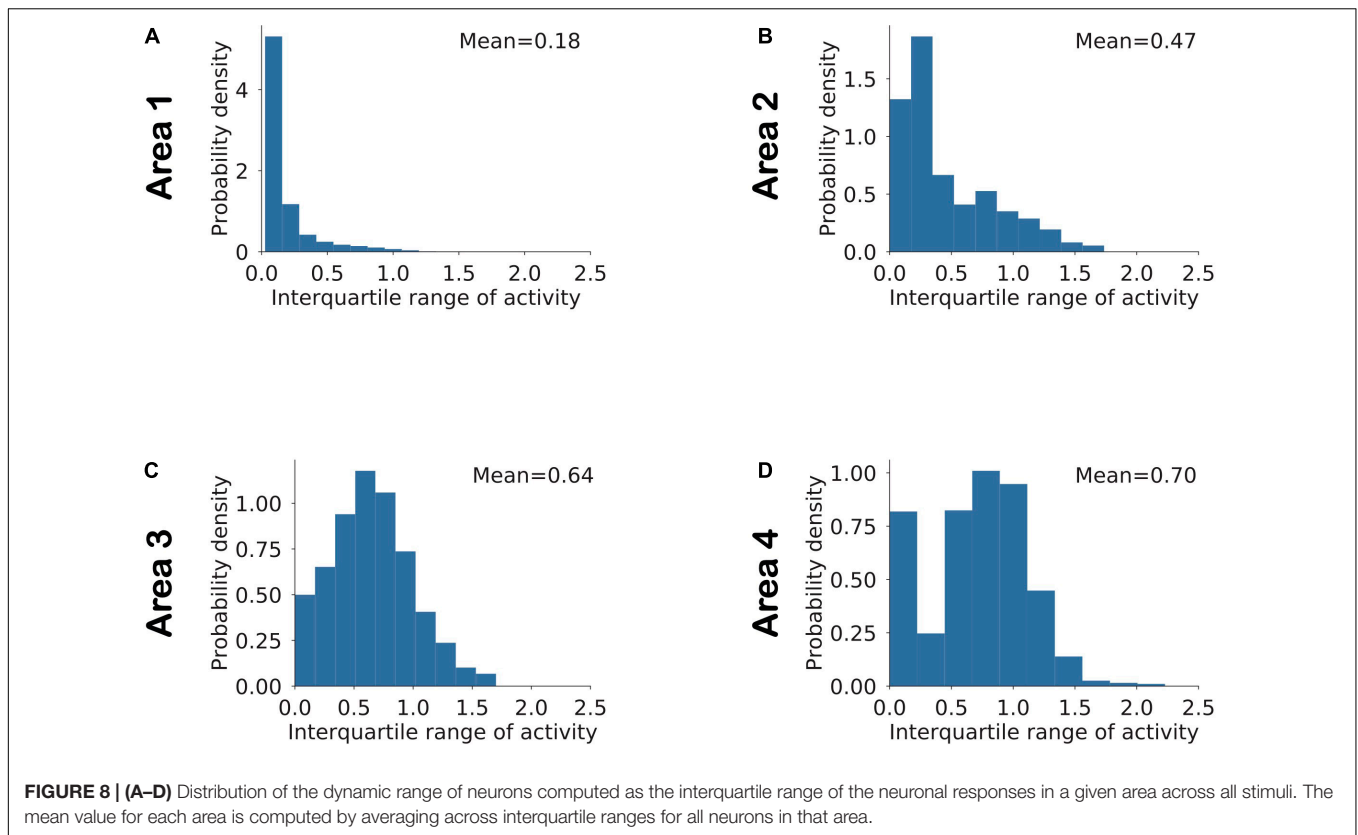 A
Mean=0.18
Area 1
Probability density
4
2
0
0.0 0.5 1.0 1.5 2.0 2.5
Interquartile range of activity
B
Mean=0.47
Area 2
Probability density
1.5
1.0
0.5
0.0
0.0 0.5 1.0 1.5 2.0 2.5
Interquartile range of activity
C
Mean=0.64
Area 3
Probability density
1.00
0.75
0.50
0.25
0.00
0.0 0.5 1.0 1.5 2.0 2.5
Interquartile range of activity
D
Mean=0.70
Area 4
Probability density
1.00
0.75
0.50
0.25
0.00
0.0 0.5 1.0 1.5 2.0 2.5
Interquartile range of activity
FIGURE 8 | (A–D) Distribution of the dynamic range of neurons computed as the interquartile range of the neuronal responses in a given area across all stimuli. The
mean value for each area is computed by averaging across interquartile ranges for all neurons in that area.